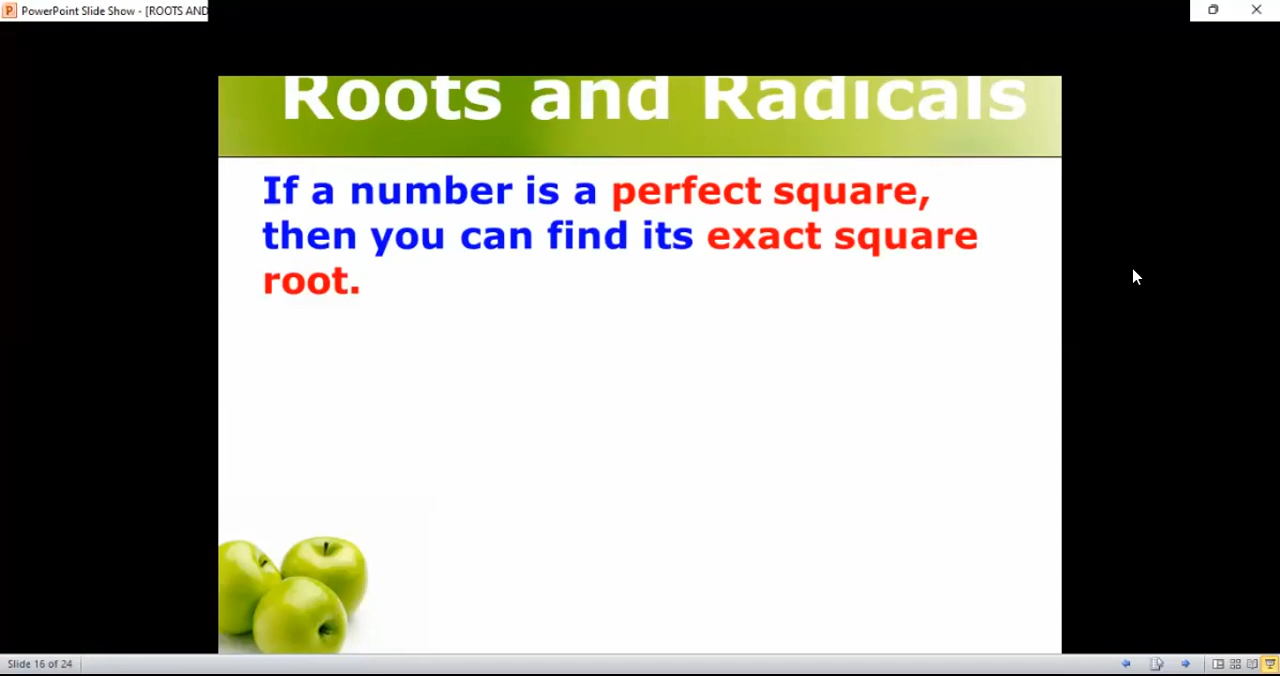 PowerPoint Slide Show - [ROOTS AND
Roots and Radicals
If a number is a perfect square,
then you can find its exact square
root.
Slide 16 of 24